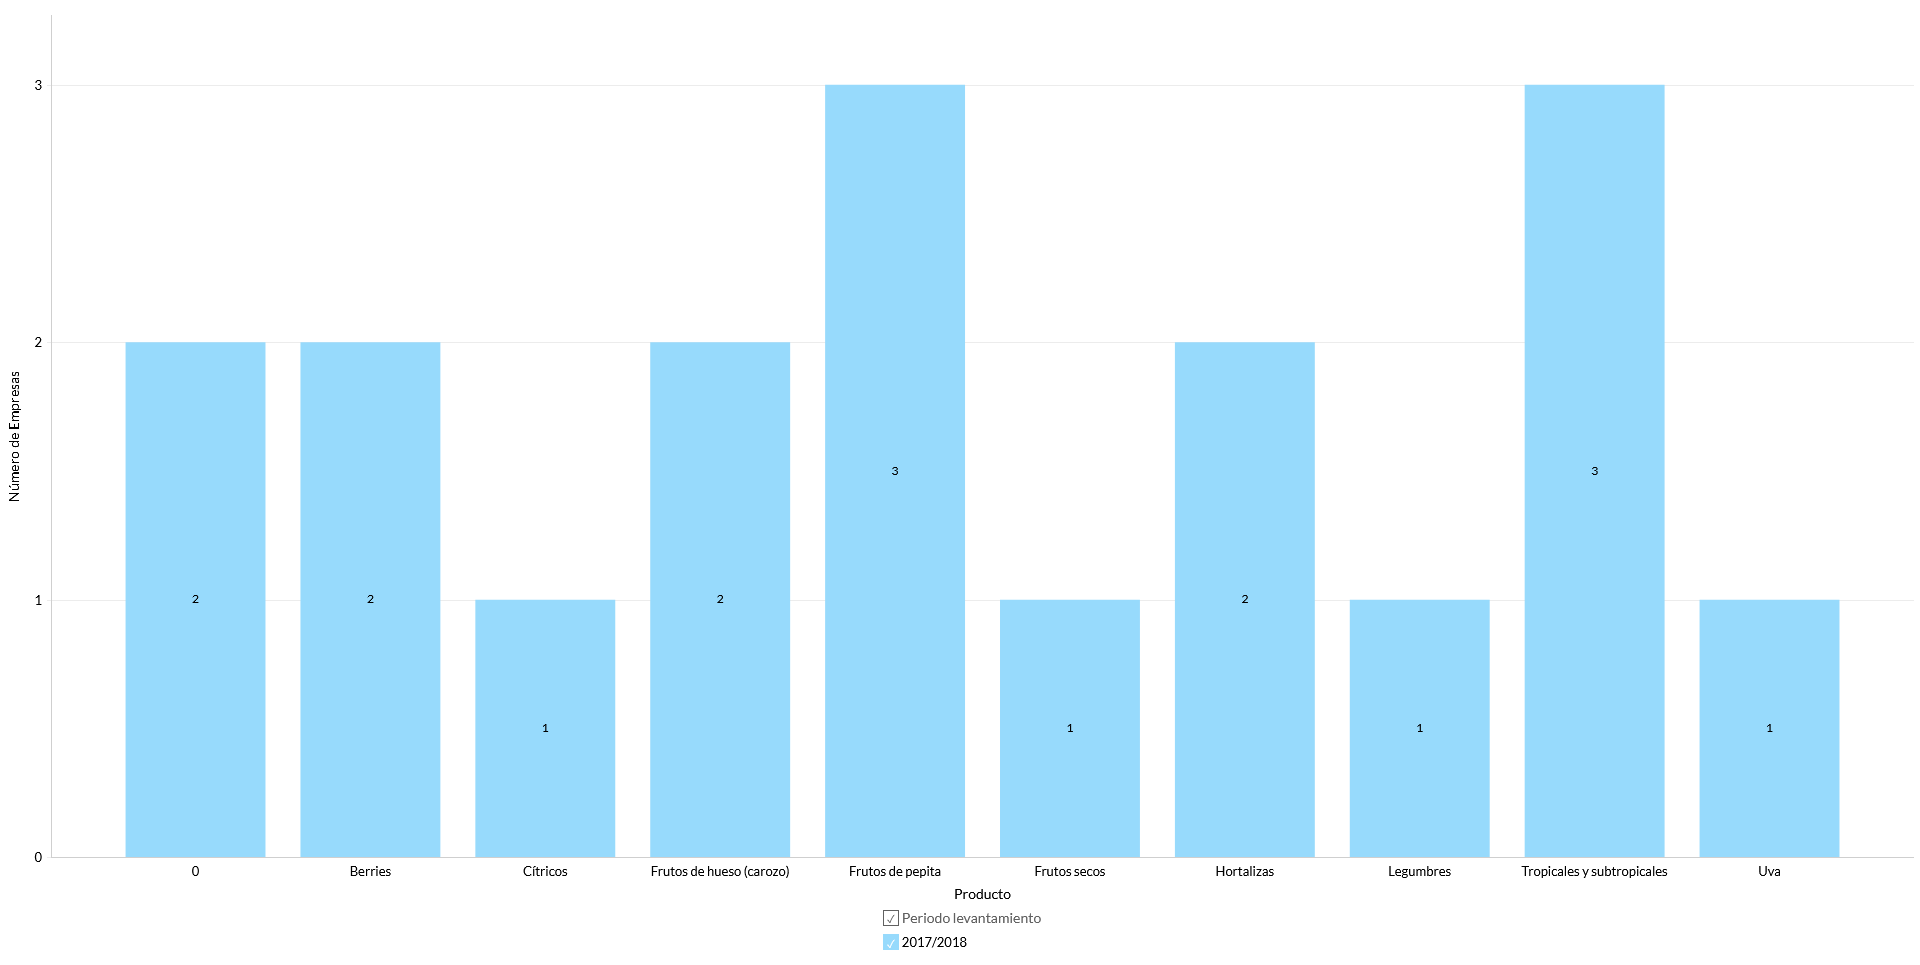 Número de Empresas
3
2
1
0
2
2
1
2
3
1
2
1
3
1
0
Berries
Cítricos
Frutos de hueso (carozo)
Frutos de pepita
Frutos secos
Hortalizas
Legumbres
Tropicales y subtropicales
Uva
Producto
Periodo levantamiento
2017/2018